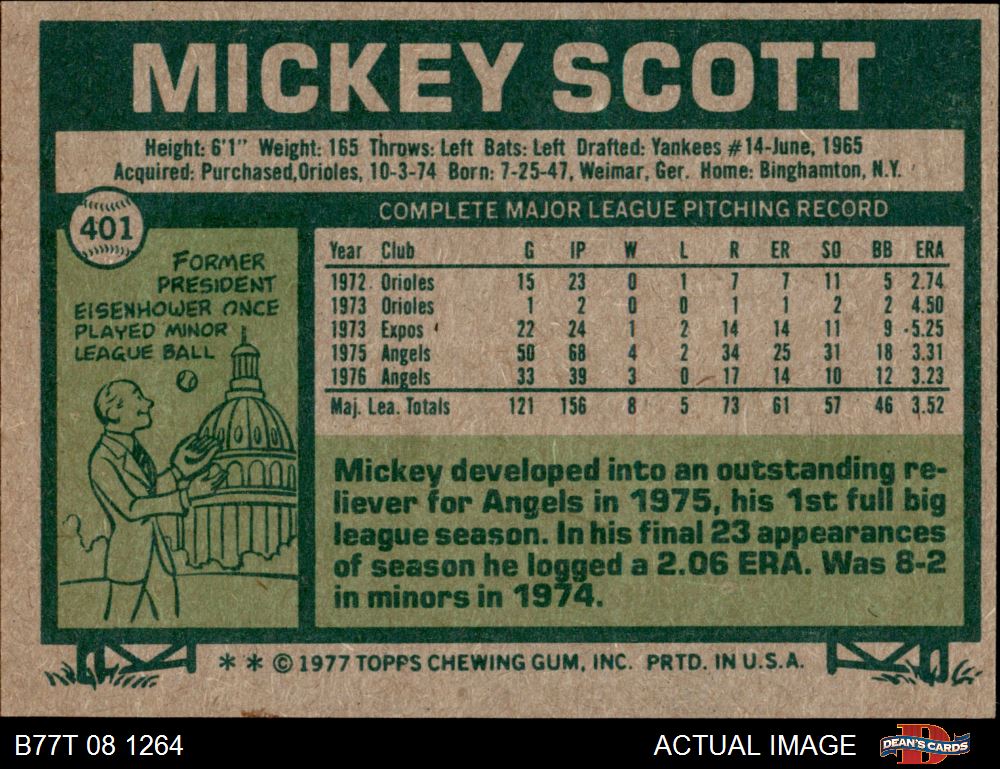 MICKEY SCOTT
Height: 6'1" Weight: 165 Throws: Left Bats: Left Drafted: Yankees #14-June, 1965
Acquired: Purchased,Orioles, 10-3-74 Born: 7-25-47, Weimar, Ger. Home: Binghamton, N.Y.
401
COMPLETE MAJOR LEAGUE PITCHING RECORD
FORMER
PRESIDENT
EISENHOWER ONCE
PLAYED MINOR
LEAGUE BALL
Year Club G IP W L R ER SO BB ERA
1972 Orioles 15 23 0 1 7 7 11 5 2.74
1973 Orioles 1 2 0 0 1 1 2 2 4.50
1973 Expos 22 24 1 2 14 14 11 9 5.25
1975 Angels 50 68 4 2 34 25 31 18 3.31
1976 Angels 33 39 3 0 17 14 10 12 3.23
Maj. Lea. Totals 121 156 8 5 73 61 57 46 3.52
Mickey developed into an outstanding re-
liever for Angels in 1975, his 1st full big
league season. In his final 23 appearances
of season he logged a 2.06 ERA. Was 8-2
in minors in 1974.
* * © 1977 TOPPS CHEWING GUM, INC. PRTD. IN U.S.A.
B77T 08 1264
ACTUAL IMAGE
DEAN'S CARDS